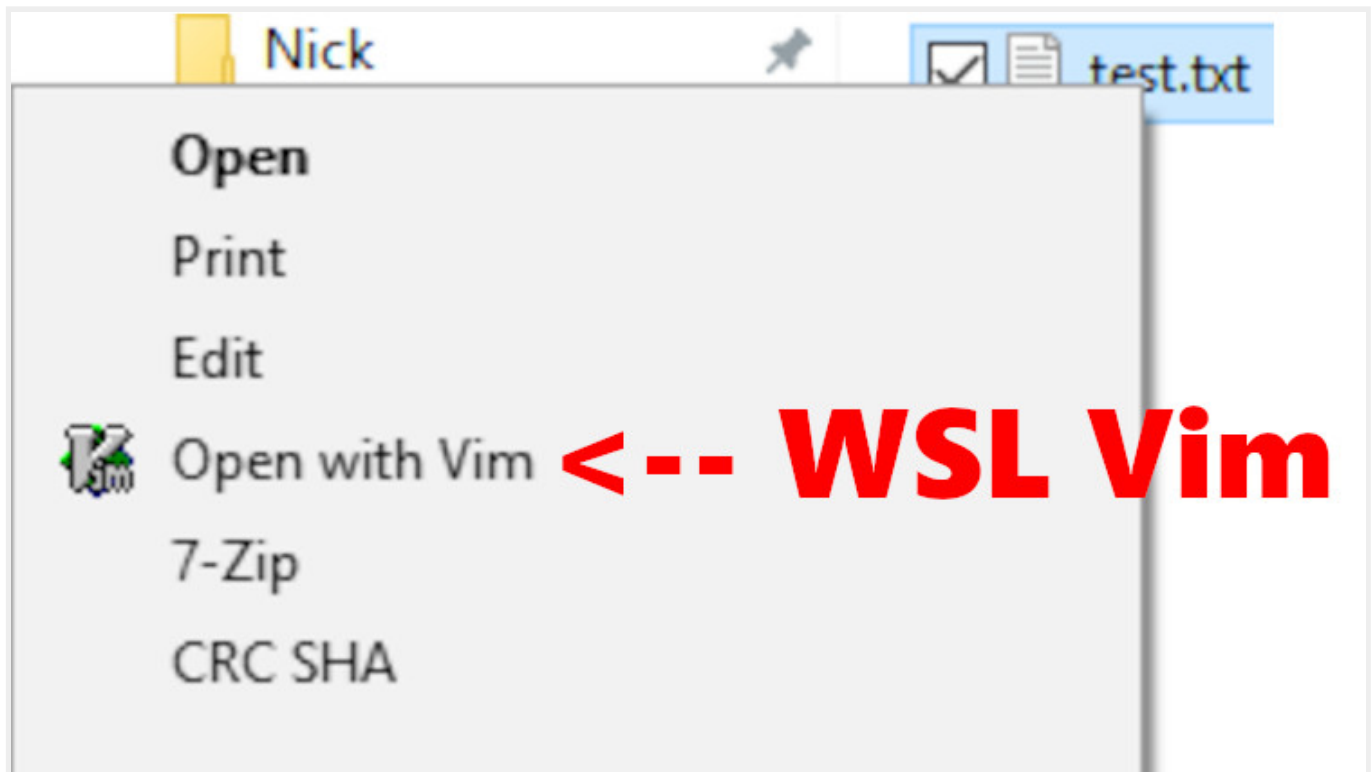 Nick
test.txt
Open
Print
Edit
Open with Vim <-- WSL Vim
7-Zip
CRC SHA